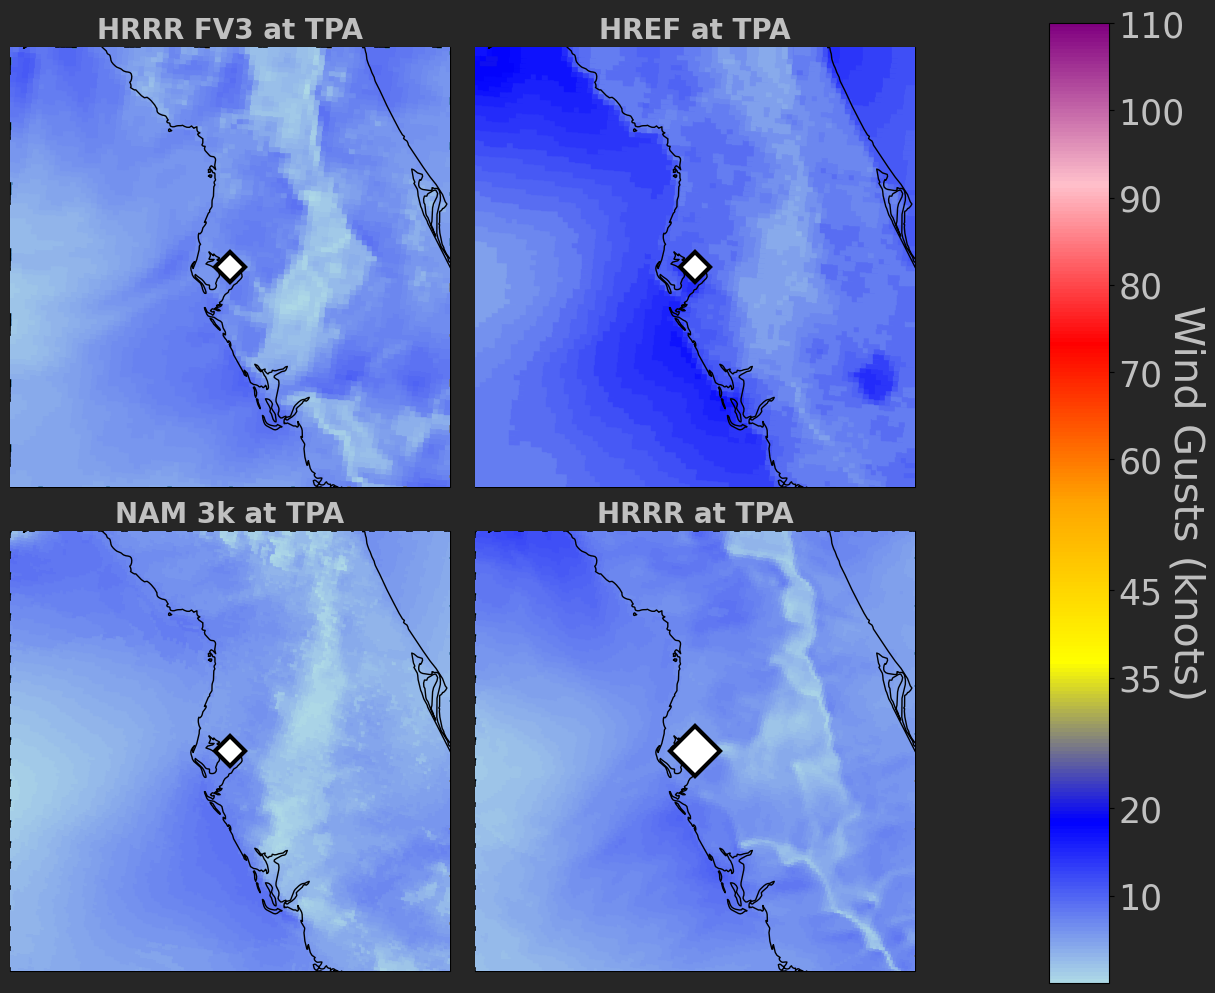 HRRR FV3 at TPA
HREF at TPA
NAM 3k at TPA
HRRR at TPA
110
100
90
80
70
60
45
35
20
10
Wind Gusts (knots)